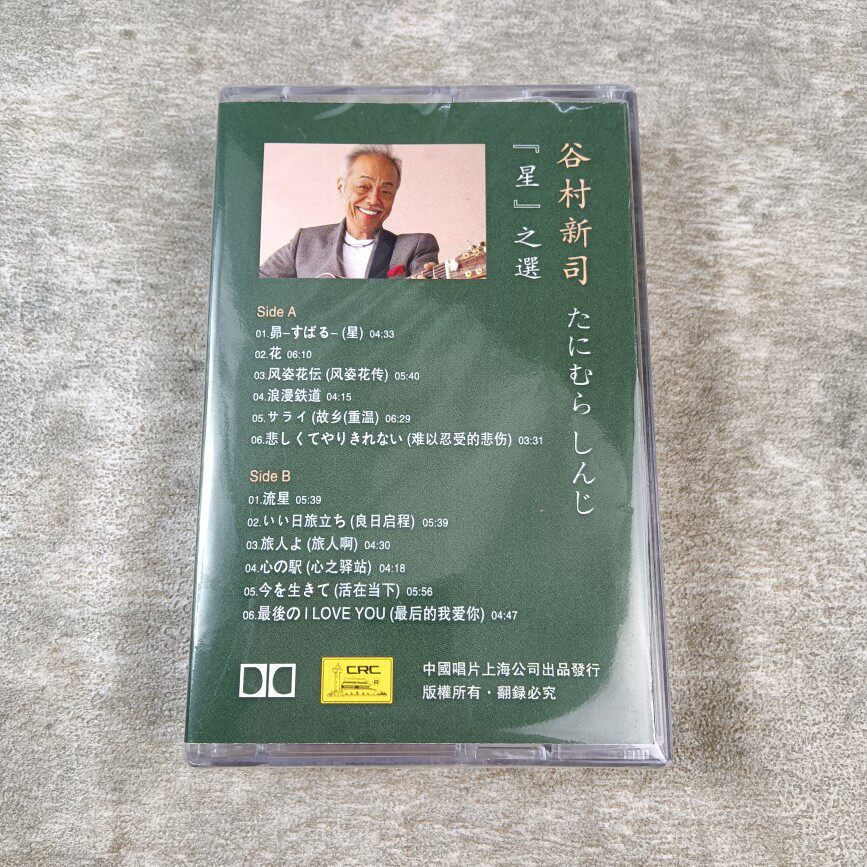 谷村新司 たにむら しんじ
『星』之選
Side A
01.昴–すばる– (星) 04:33
02.花 06:10
03.风姿花伝 (风姿花传) 05:40
04.浪漫鉄道 04:15
05.サライ (故乡(重温) 06:29
06.悲しくてやりきれない (难以忍受的悲伤) 03:31
Side B
01.流星 05:39
02.いい日旅立ち (良日启程) 05:39
03.旅人よ (旅人啊) 04:30
04.心の駅 (心之驿站) 04:18
05.今を生きて (活在当下) 05:56
06.最後の I LOVE YOU (最后的我爱你) 04:47
CRC
R
中國唱片上海公司出品發行
版權所有·翻録必究